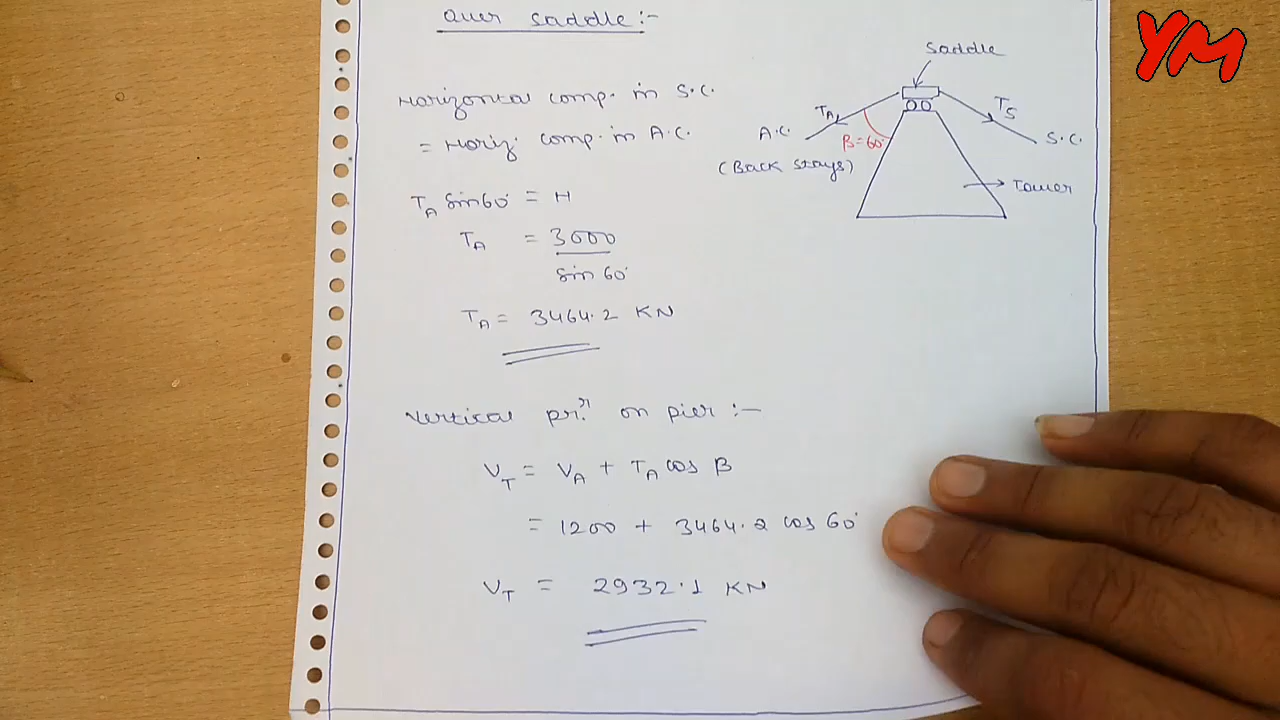 over saddle :-
Horizontal comp. in S.C.
= Horiz. comp. in A.C.
TA sin60° = H
TA = 3000
sin 60°
TA = 3464.2 KN
Vertical pr.n on pier :-
VT = VA + TA cos β
= 1200 + 3464.2 cos 60°
VT = 2932.1 KN
saddle
TA
TS
A.C.
β=60°
S.C.
(Back stays)
Tower
YM